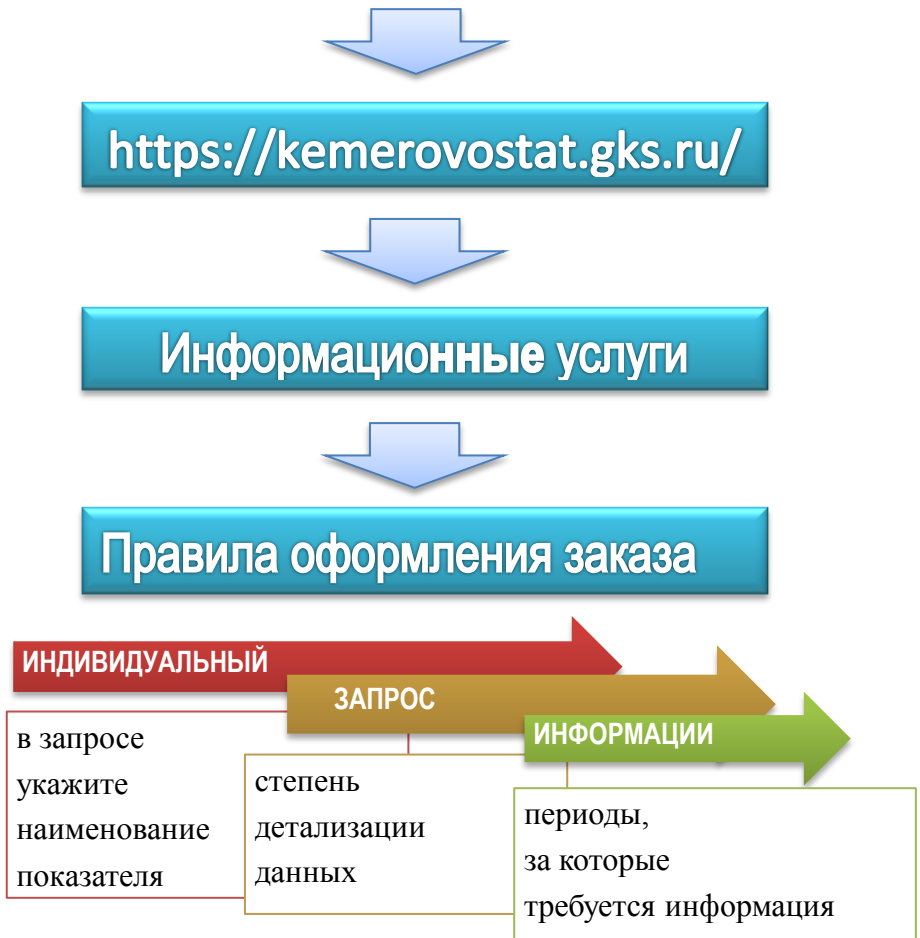 https://kemerovostat.gks.ru/
Информационные услуги
Правила оформления заказа
ИНДИВИДУАЛЬНЫЙ
ЗАПРОС
ИНФОРМАЦИИ
в запросе
укажите
наименование
показателя
степень
детализации
данных
периоды,
за которые
требуется информация